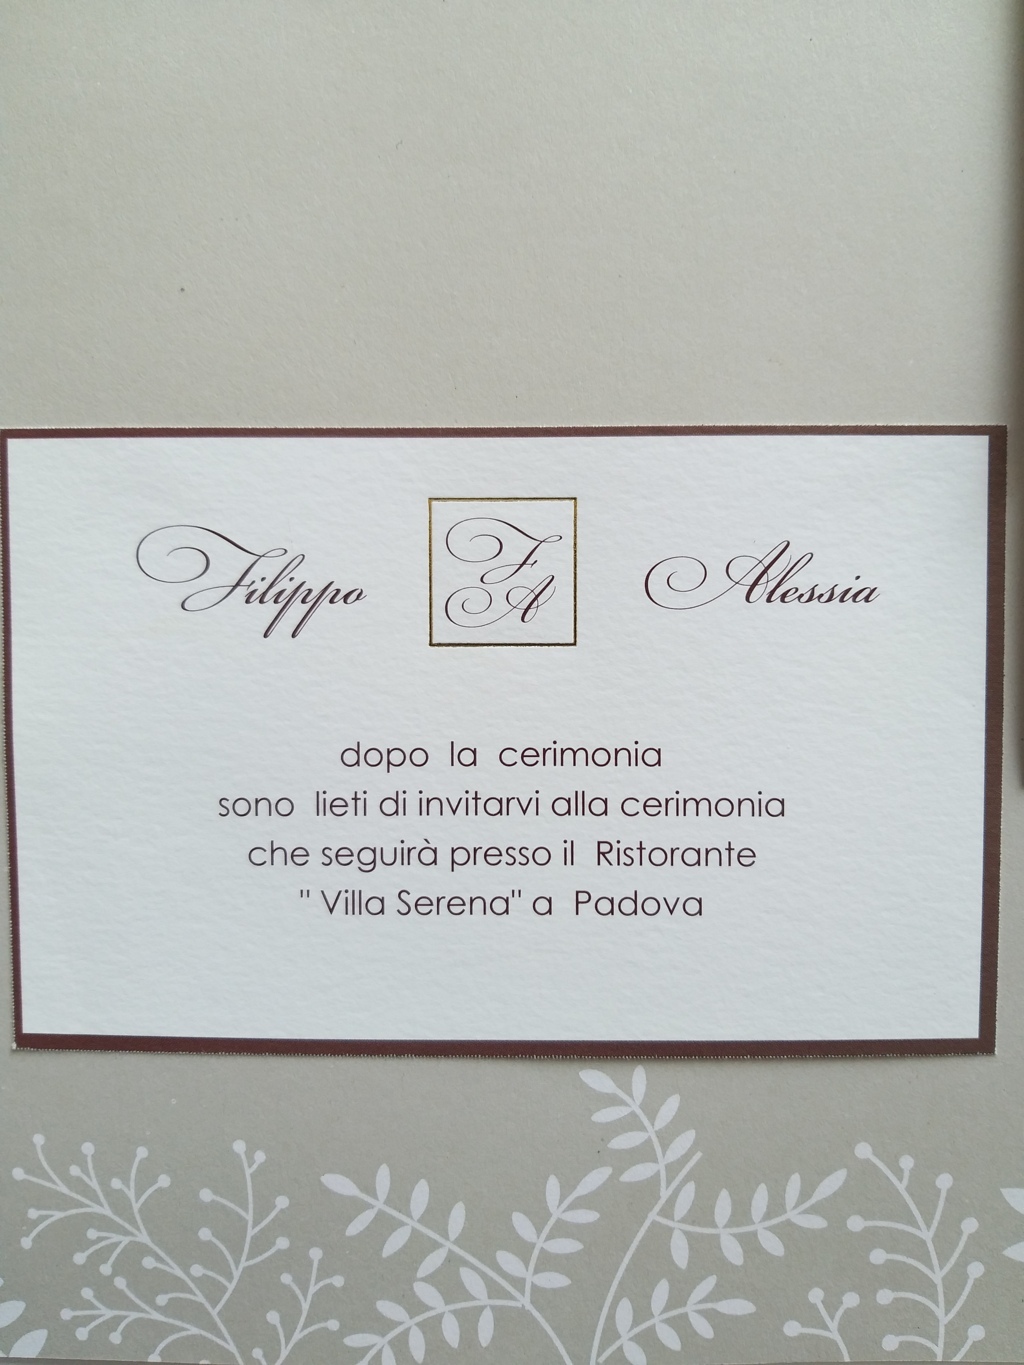 Filippo F A Alessia
dopo la cerimonia
sono lieti di invitarvi alla cerimonia
che seguirà presso il Ristorante
" Villa Serena" a Padova